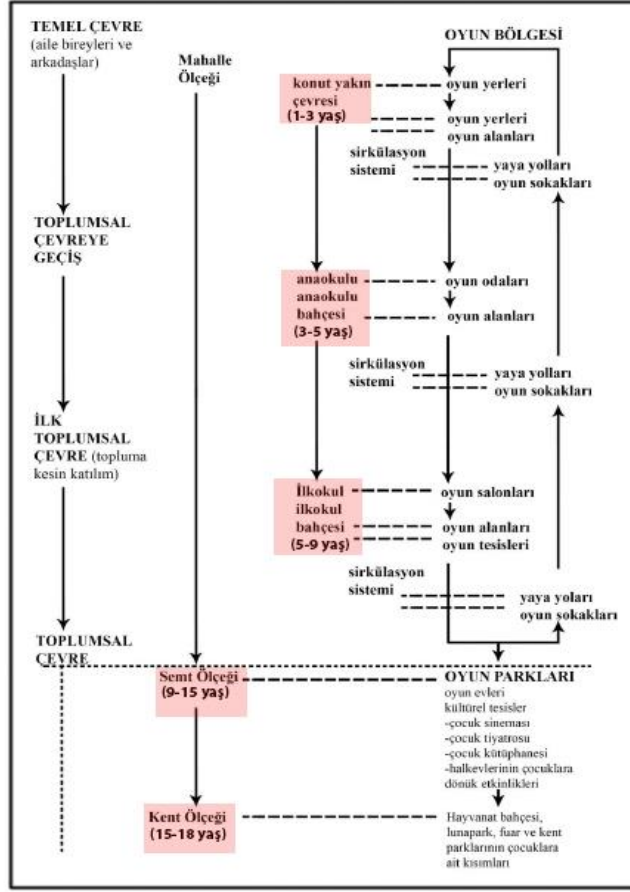 TEMEL ÇEVRE
(aile bireyleri ve
arkadaşlar)
TOPLUMSAL
ÇEVREYE
GEÇİŞ
İLK
TOPLUMSAL
ÇEVRE (topluma
kesin katılım)
TOPLUMSAL
ÇEVRE
Mahalle
Ölçeği
Semt Ölçeği
(9-15 yaş)
Kent Ölçeği
(15-18 yaş)
konut yakın
çevresi
(1-3 yaş)
sirkülasyon
sistemi
anaokulu
anaokulu
bahçesi
(3-5 yaş)
sirkülasyon
sistemi
İlkokul
ilkokul
bahçesi
(5-9 yaş)
sirkülasyon
sistemi
OYUN BÖLGESİ
oyun yerleri
oyun yerleri
oyun alanları
yaya yolları
oyun sokakları
oyun odaları
oyun alanları
yaya yolları
oyun sokakları
oyun salonları
oyun alanları
oyun tesisleri
yaya yoları
oyun sokakları
OYUN PARKLARI
oyun evleri
kültürel tesisler
-çocuk sineması
-çocuk tiyatrosu
-çocuk kütüphanesi
-halkevlerinin çocuklara
dönük etkinlikleri
Hayvanat bahçesi,
lunapark, fuar ve kent
parklarının çocuklara
ait kısımları